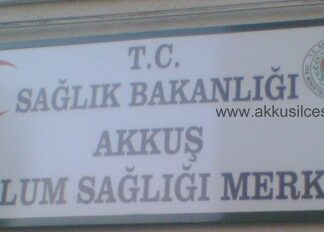 T.C.
SAĞLIK BAKANLIĞI
www.akkusilces
AKKUŞ
LUM SAĞLIĞI MERK